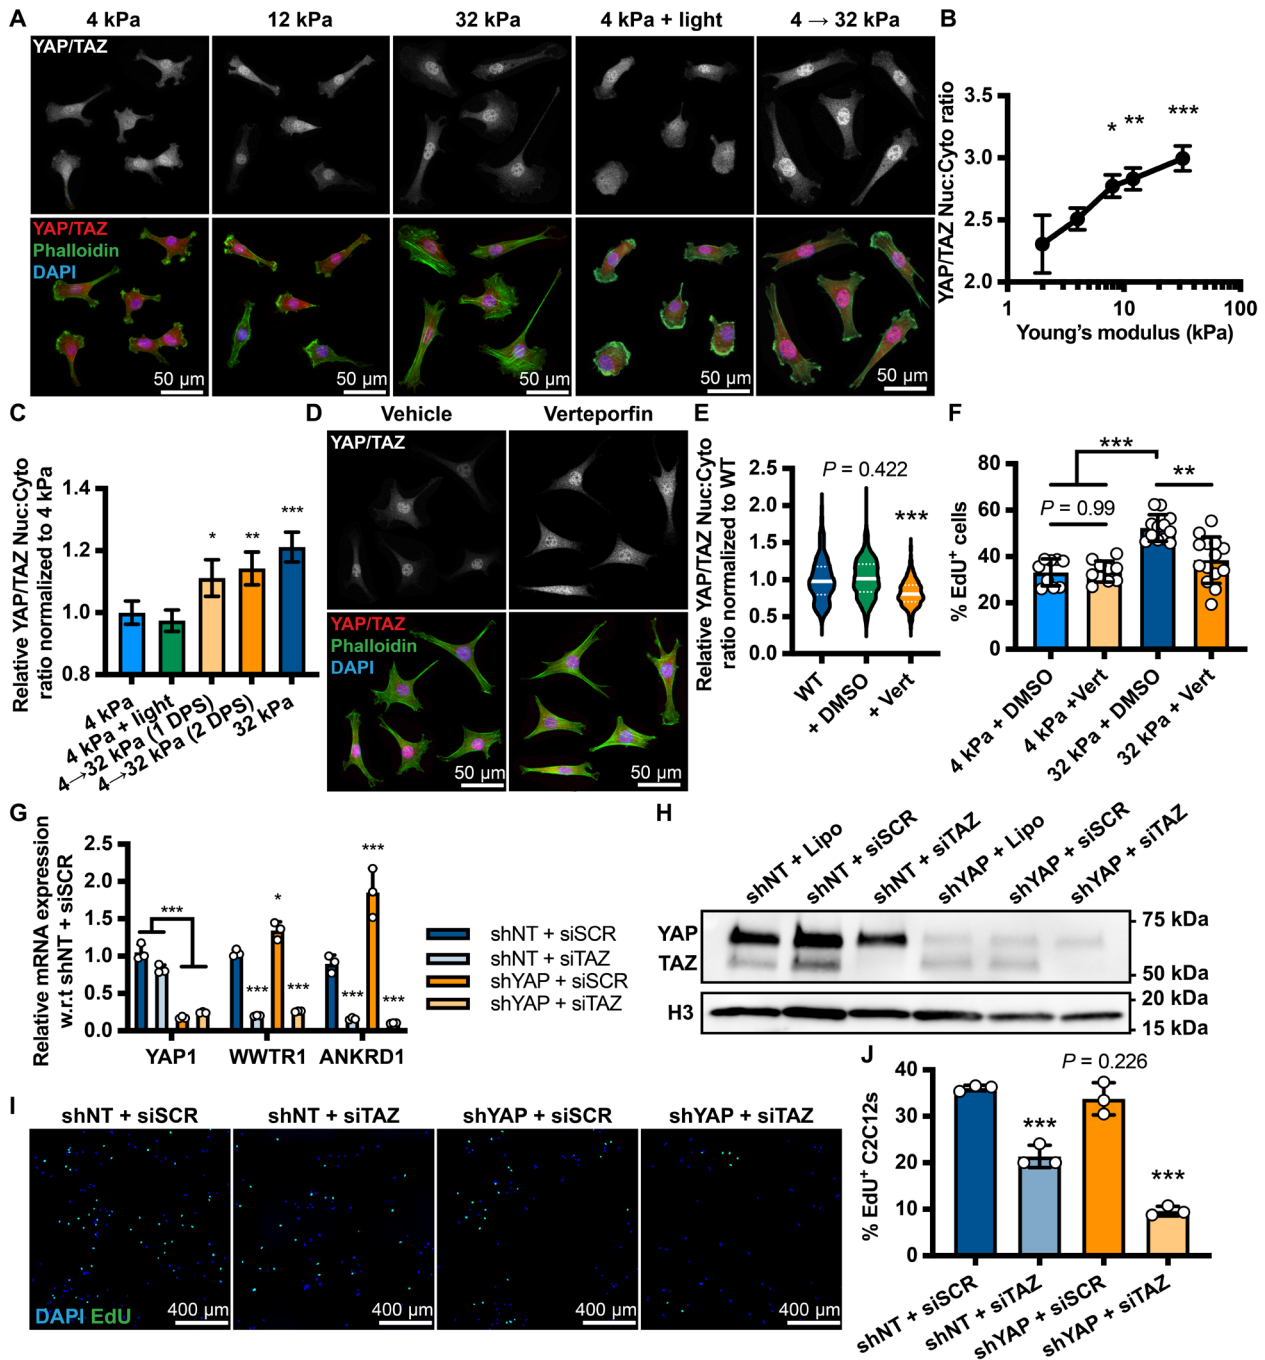 A
4 kPa
12 kPa
32 kPa
4 kPa + light
4 → 32 kPa
YAP/TAZ
YAP/TAZ
Phalloidin
DAPI
50 µm
50 µm
50 µm
50 µm
50 µm
B
YAP/TAZ Nuc:Cyto ratio
3.5
3.0
2.5
2.0
*
**
***
1
10
100
Young's modulus (kPa)
C
Relative YAP/TAZ Nuc:Cyto
ratio normalized to 4 kPa
1.4
1.2
1.0
0.8
*
**
***
4 kPa
4 kPa + light
4→32 kPa (1 DPS)
4→32 kPa (2 DPS)
32 kPa
D
Vehicle
Verteporfin
YAP/TAZ
YAP/TAZ
Phalloidin
DAPI
50 µm
50 µm
E
Relative YAP/TAZ Nuc:Cyto
ratio normalized to WT
2.5
2.0
1.5
1.0
0.5
0.0
P = 0.422
***
WT
+ DMSO
+ Vert
F
% EdU+ cells
80
60
40
20
0
***
**
P = 0.99
4 kPa + DMSO
4 kPa +Vert
32 kPa + DMSO
32 kPa + Vert
G
Relative mRNA expression
w.r.t shNT + siSCR
2.5
2.0
1.5
1.0
0.5
0.0
***
***
*
***
***
***
***
YAP1
WWTR1
ANKRD1
shNT + siSCR
shNT + siTAZ
shYAP + siSCR
shYAP + siTAZ
H
shNT + Lipo
shNT + siSCR
shNT + siTAZ
shYAP + Lipo
shYAP + siSCR
shYAP + siTAZ
YAP
TAZ
H3
75 kDa
50 kDa
20 kDa
15 kDa
I
shNT + siSCR
shNT + siTAZ
shYAP + siSCR
shYAP + siTAZ
DAPI EdU
400 µm
400 µm
400 µm
400 µm
J
% EdU+ C2C12s
40
30
20
10
0
***
P = 0.226
***
shNT + siSCR
shNT + siTAZ
shYAP + siSCR
shYAP + siTAZ